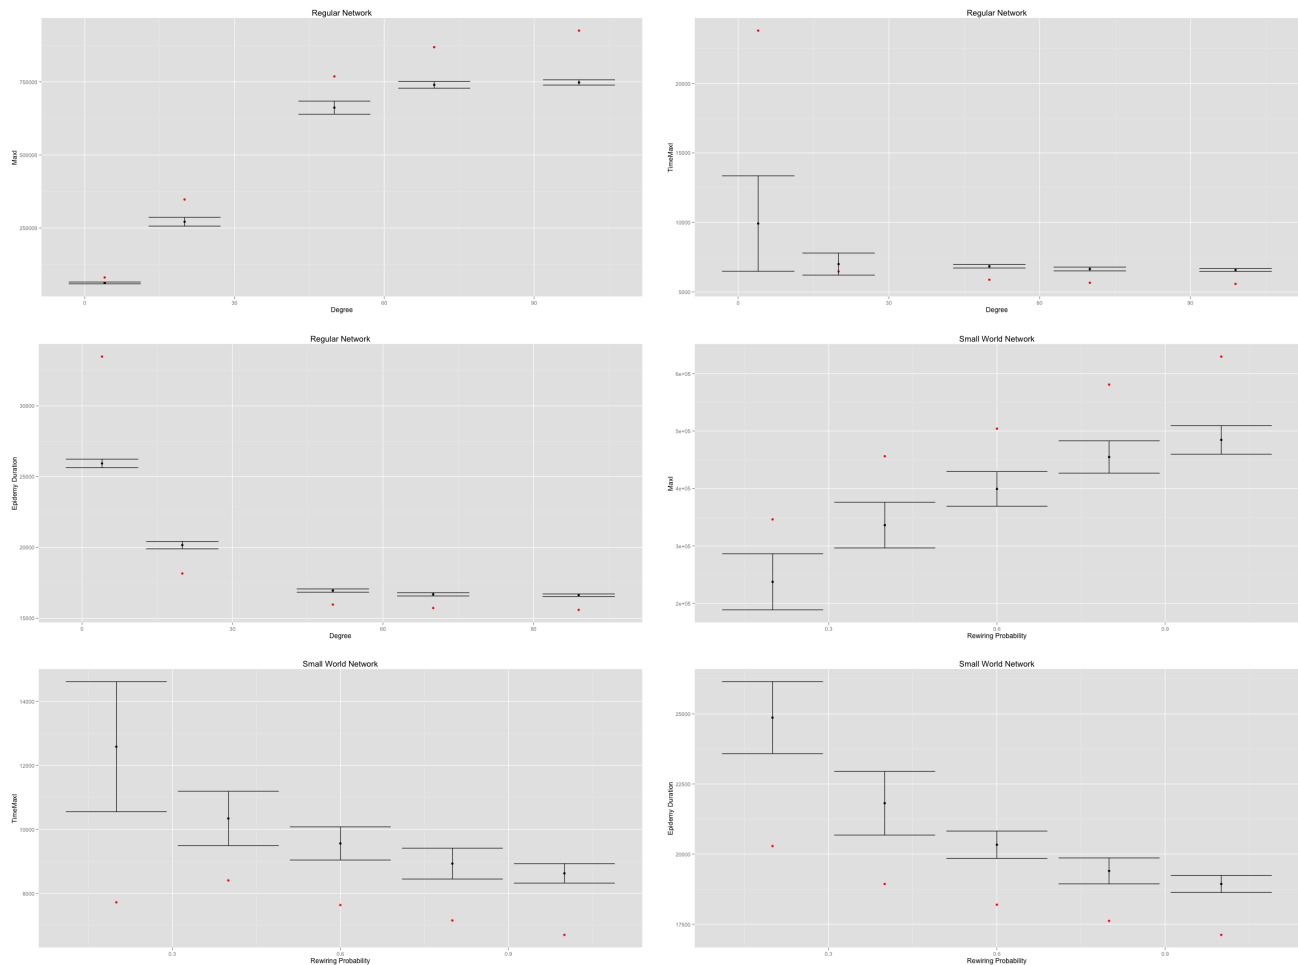 Regular Network
MaxI
750000
500000
250000
0
30
60
90
Degree
Regular Network
TimeMaxI
20000
15000
10000
5000
0
30
60
90
Degree
Regular Network
Epidemy Duration
30000
25000
20000
15000
0
30
60
90
Degree
Small World Network
MaxI
6e+05
5e+05
4e+05
3e+05
2e+05
0.3
0.6
0.9
Rewiring Probability
Small World Network
TimeMaxI
14000
12000
10000
8000
0.3
0.6
0.9
Rewiring Probability
Small World Network
Epidemy Duration
25000
22500
20000
17500
0.3
0.6
0.9
Rewiring Probability